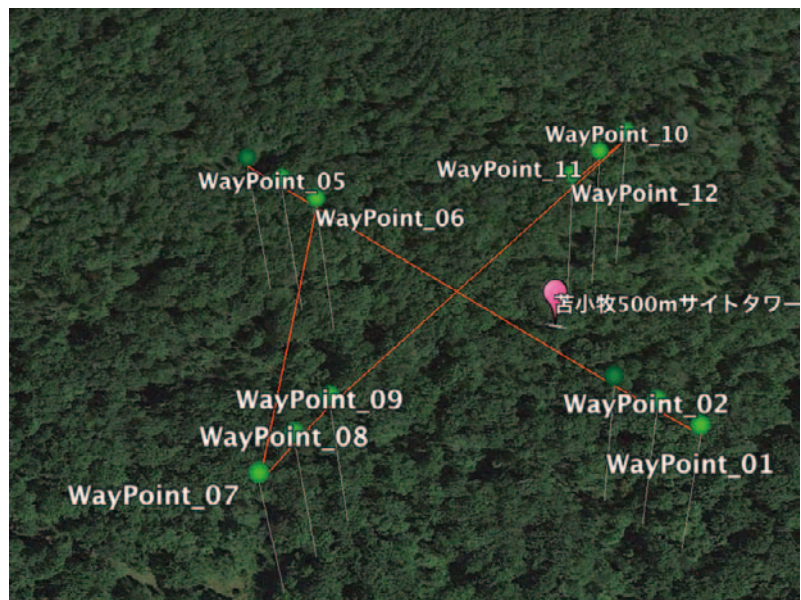 WayPoint_10
WayPoint_11
WayPoint_05
WayPoint_12
WayPoint_06
苫小牧500mサイトタワー
WayPoint_09
WayPoint_02
WayPoint_08
WayPoint_01
WayPoint_07